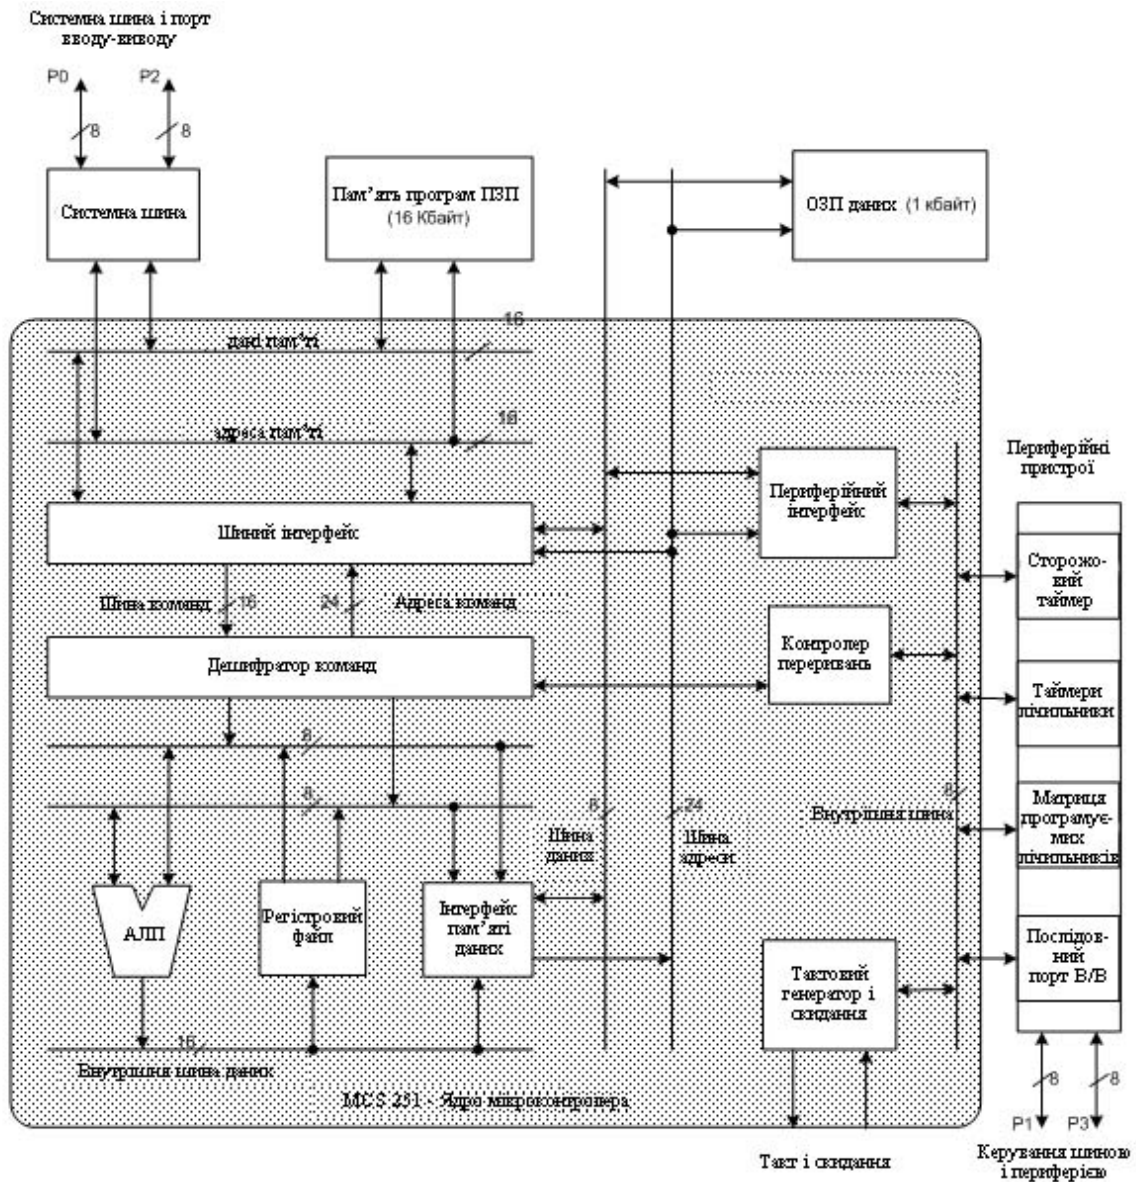 Системна шина і порт
вводу-виводу
P0
P2
8
8
Системна шина
Пам’ять програм ПЗП
(16 Кбайт)
ОЗП даних (1 кбайт)
16
дані пам’яті
16
адреса пам’яті
Шиний інтерфейс
Шина команд
16
24
Адреса команд
Дешифратор команд
8
8
АЛП
Регістровий
файл
Інтерфейс
пам’яті
даних
16
Внутрішня шина даних
8
Шина
даних
24
Шина
адреси
Периферійний
інтерфейс
Контролер
переривань
8
Внутрішня шина
Тактовий
генератор і
скидання
MCS 251 - Ядро мікроконтролера
Такт і скидання
Периферійні
пристрої
Сторожо-
вий
таймер
Таймери
лічильники
Матриця
програмує-
мих
лічильників
Послідов-
ний
порт В/В
8
8
P1
P3
Керування шиною
і периферією